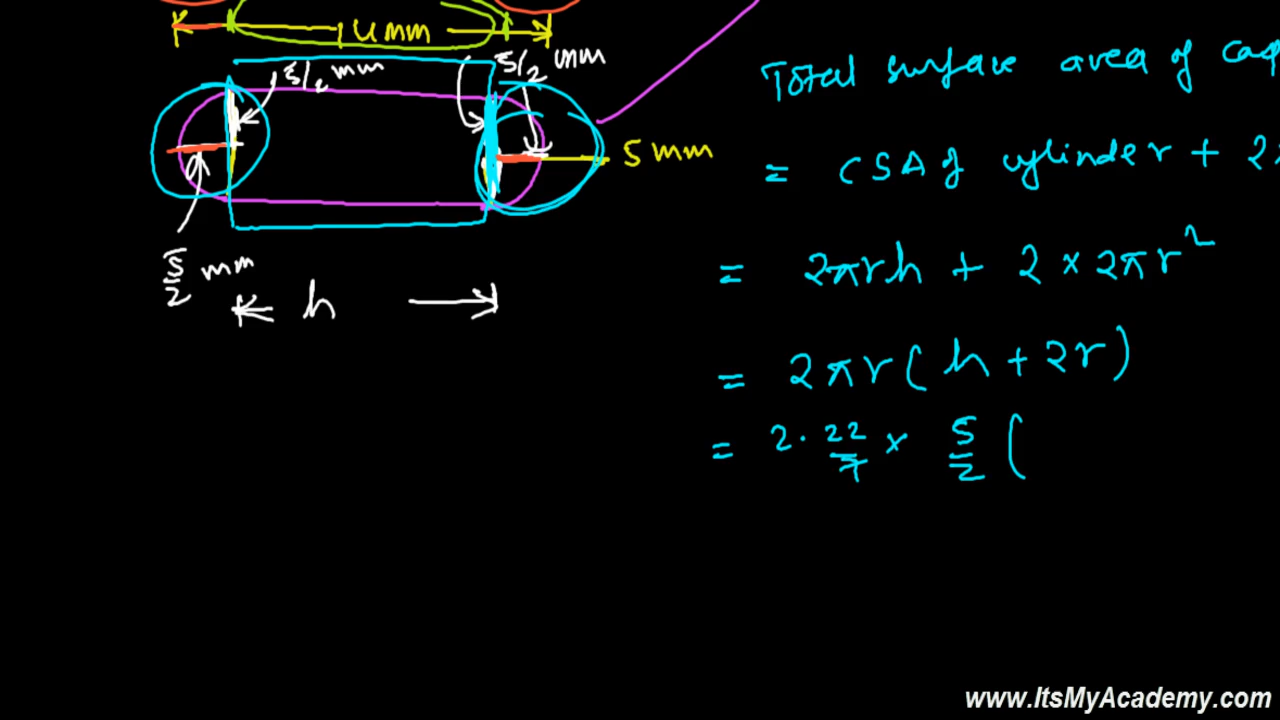 14 mm
5/2 mm
5/2 mm
5 mm
5/2 mm
h
Total surface area of cap
= CSA of cylinder + 2
= 2πrh + 2 × 2πr²
= 2πr(h + 2r)
= 2 · 22/7 × 5/2 (
www.ItsMyAcademy.com